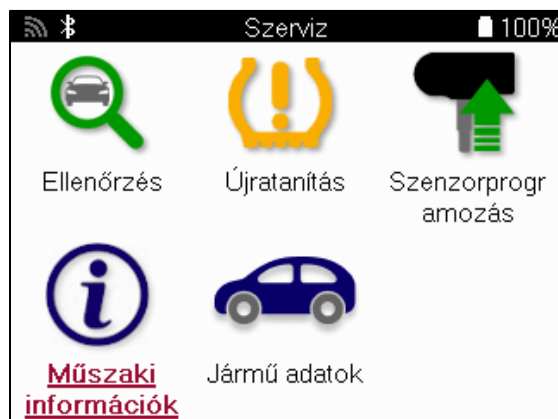 Szerviz 100%
Ellenőrzés Újratanítás Szenzorprogr
amozás
Műszaki
információk Jármű adatok